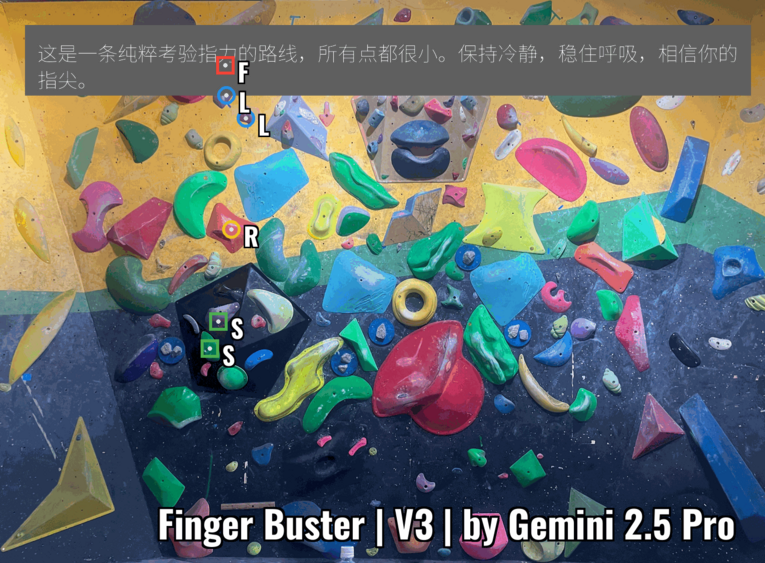 这是一条纯粹考验指力的路线，所有点都很小。保持冷静，稳住呼吸，相信你的
指尖。
F
L
L
R
S
S
Finger Buster | V3 | by Gemini 2.5 Pro